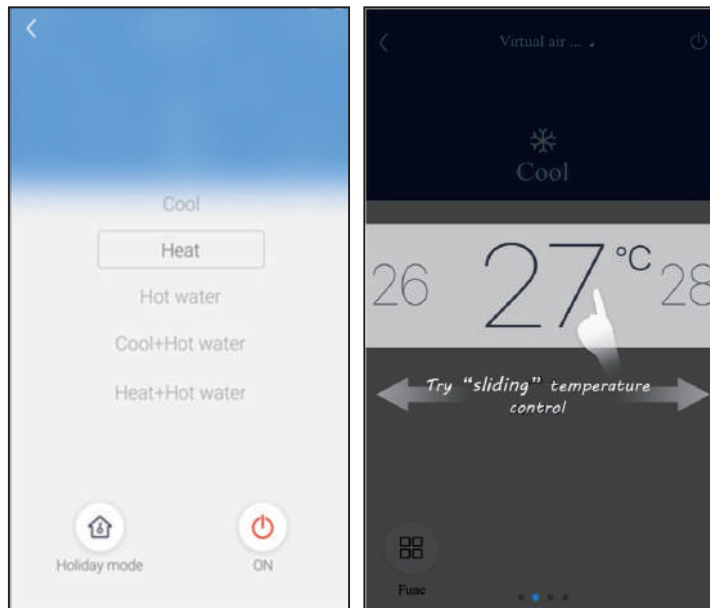 Cool
Heat
Hot water
Cool+Hot water
Heat+Hot water
Holiday mode
ON
Virtual air ...
Cool
26 27°C 28
Try “sliding” temperature
control
Func